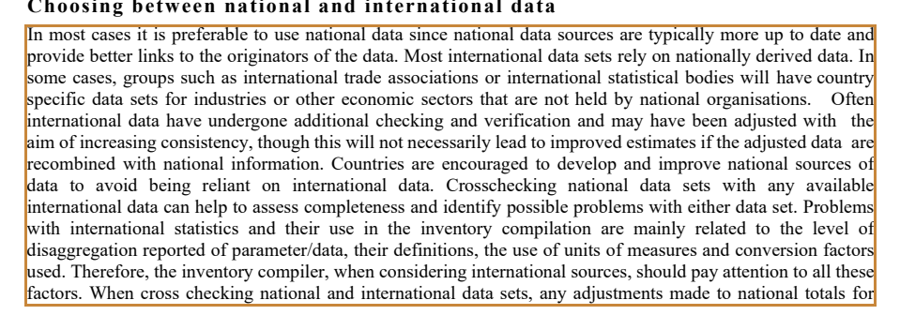 Choosing between national and international data
In most cases it is preferable to use national data since national data sources are typically more up to date and
provide better links to the originators of the data. Most international data sets rely on nationally derived data. In
some cases, groups such as international trade associations or international statistical bodies will have country
specific data sets for industries or other economic sectors that are not held by national organisations. Often
international data have undergone additional checking and verification and may have been adjusted with the
aim of increasing consistency, though this will not necessarily lead to improved estimates if the adjusted data are
recombined with national information. Countries are encouraged to develop and improve national sources of
data to avoid being reliant on international data. Crosschecking national data sets with any available
international data can help to assess completeness and identify possible problems with either data set. Problems
with international statistics and their use in the inventory compilation are mainly related to the level of
disaggregation reported of parameter/data, their definitions, the use of units of measures and conversion factors
used. Therefore, the inventory compiler, when considering international sources, should pay attention to all these
factors. When cross checking national and international data sets, any adjustments made to national totals for